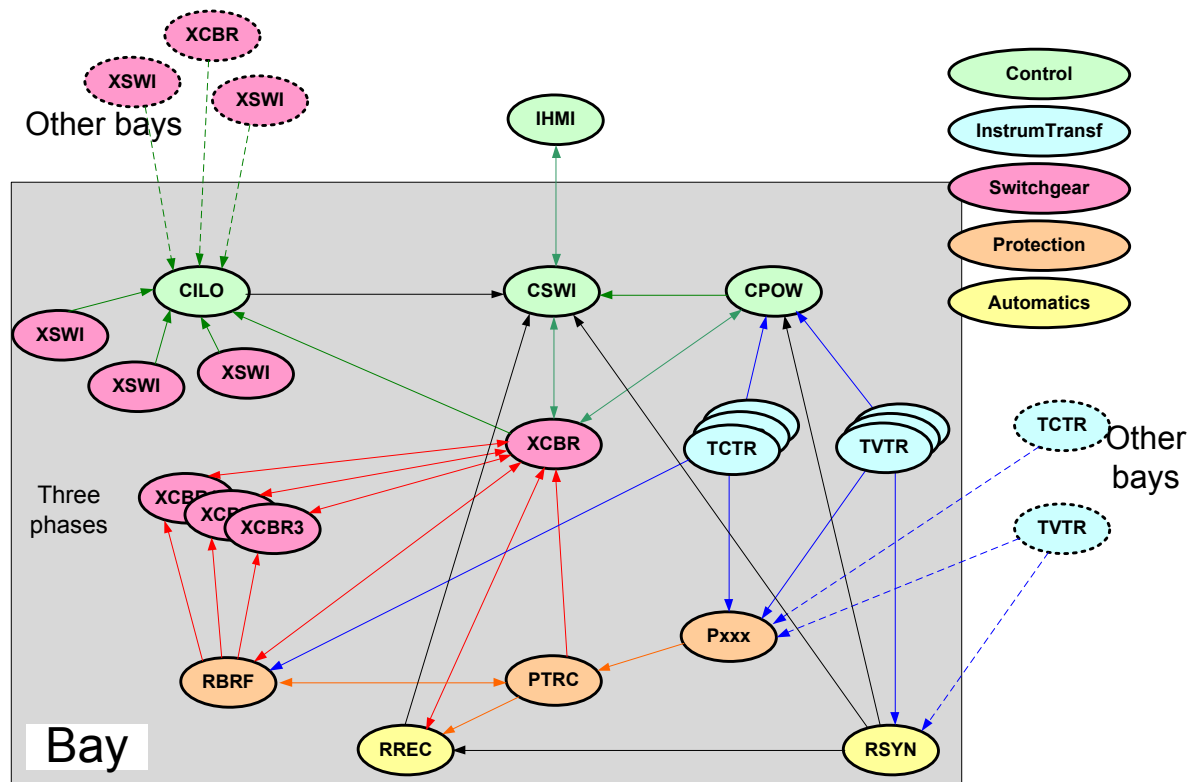 XCBR
XSWI
XSWI
Other bays
IHMI
Control
InstrumTransf
Switchgear
Protection
Automatics
CILO
CSWI
CPOW
XSWI
XSWI
XSWI
XCBR
TCTR
TVTR
TCTR
Other
bays
TVTR
Three
phases
XCBR3
Pxxx
RBRF
PTRC
RREC
RSYN
Bay